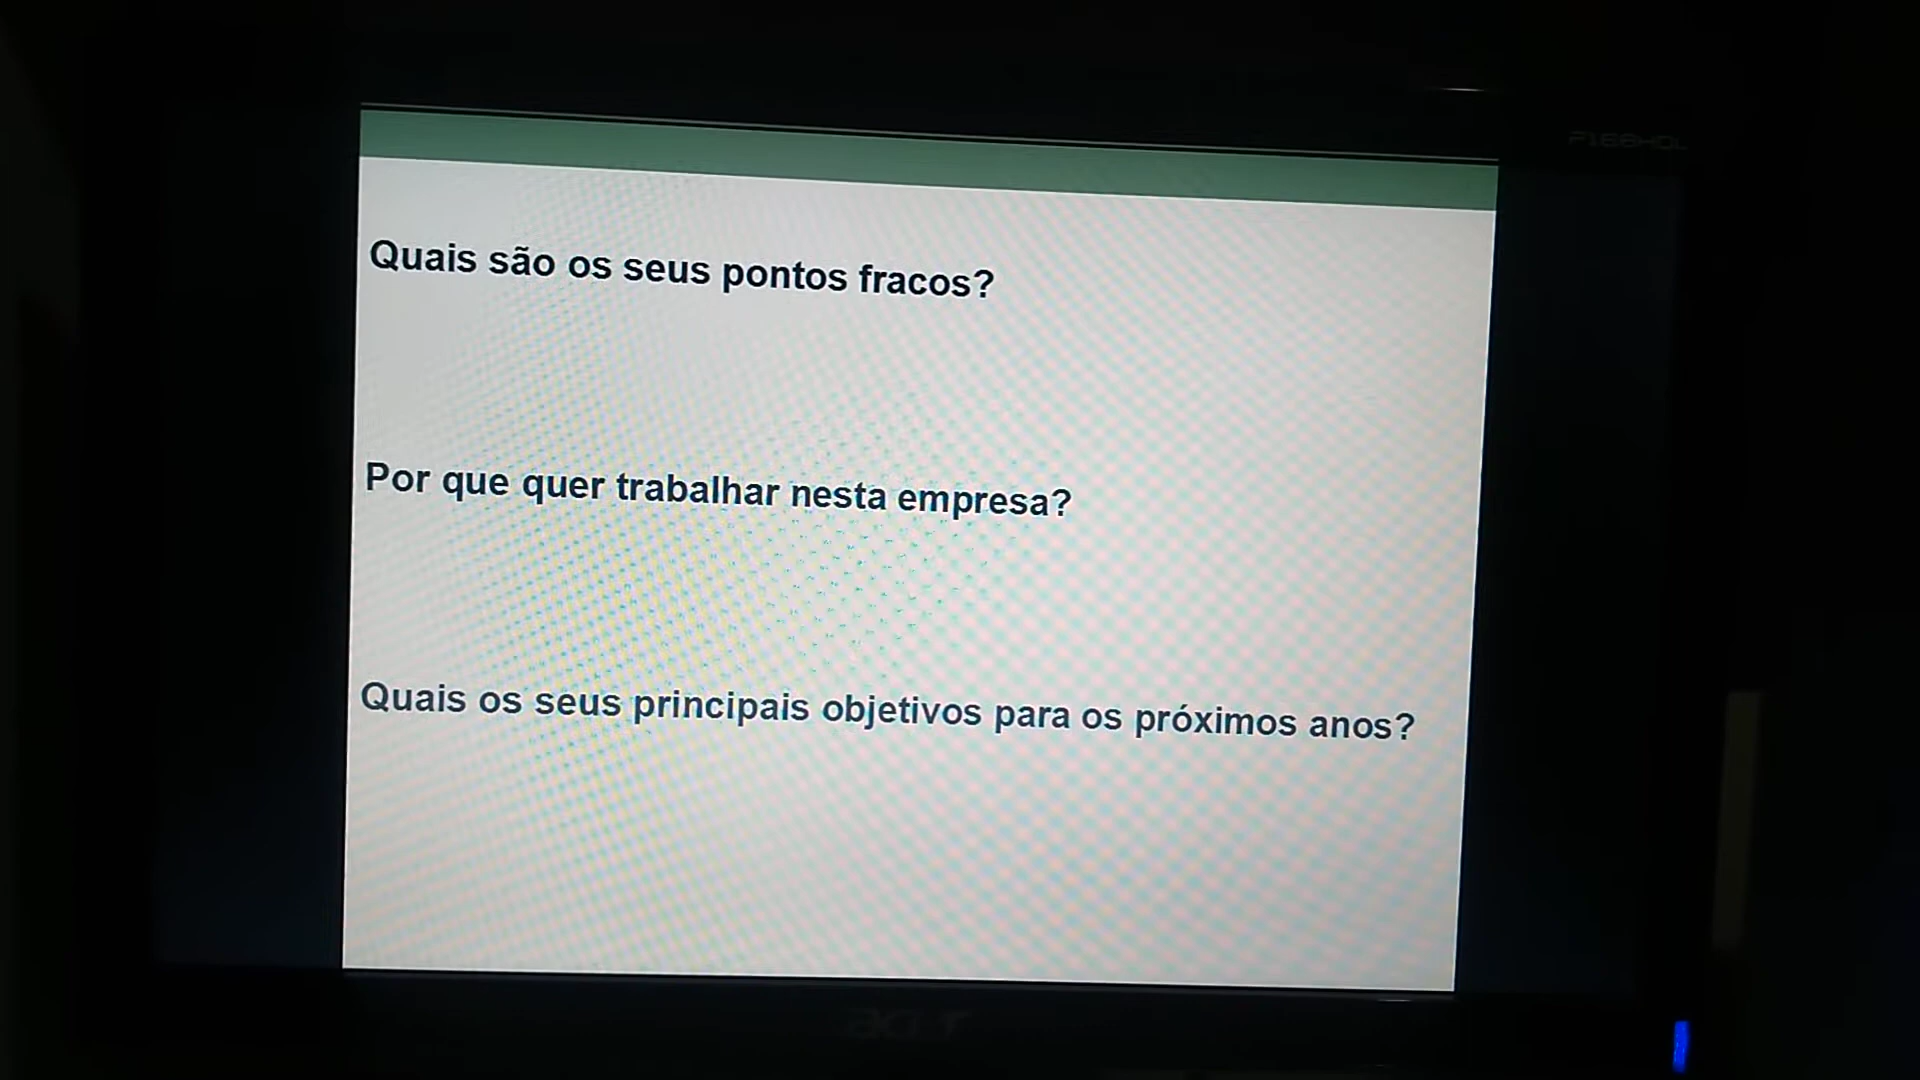 Quais são os seus pontos fracos?
Por que quer trabalhar nesta empresa?
Quais os seus principais objetivos para os próximos anos?
acer